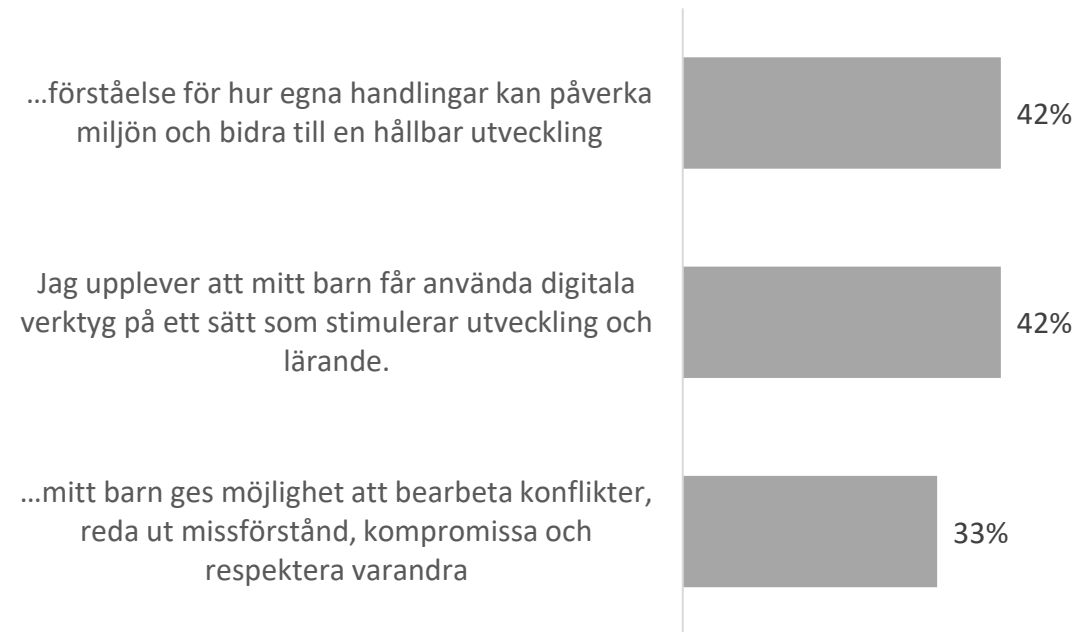 …förståelse för hur egna handlingar kan påverka
miljön och bidra till en hållbar utveckling
42%
Jag upplever att mitt barn får använda digitala
verktyg på ett sätt som stimulerar utveckling och
lärande.
42%
…mitt barn ges möjlighet att bearbeta konflikter,
reda ut missförstånd, kompromissa och
respektera varandra
33%